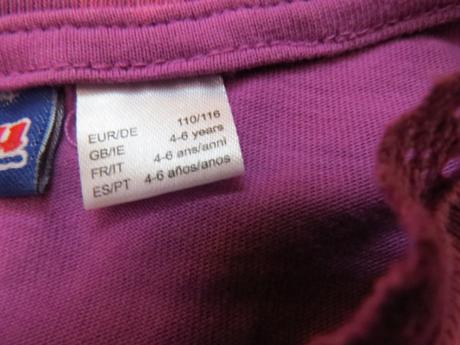 EUR/DE 110/116
GB/IE 4-6 years
FR/IT 4-6 ans/anni
ES/PT 4-6 años/anos